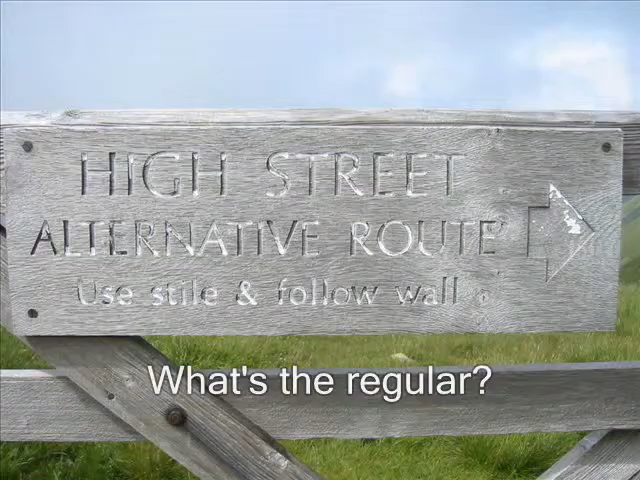 HIGH STREET
ALTERNATIVE ROUTE
Use stile & follow wall
What's the regular?